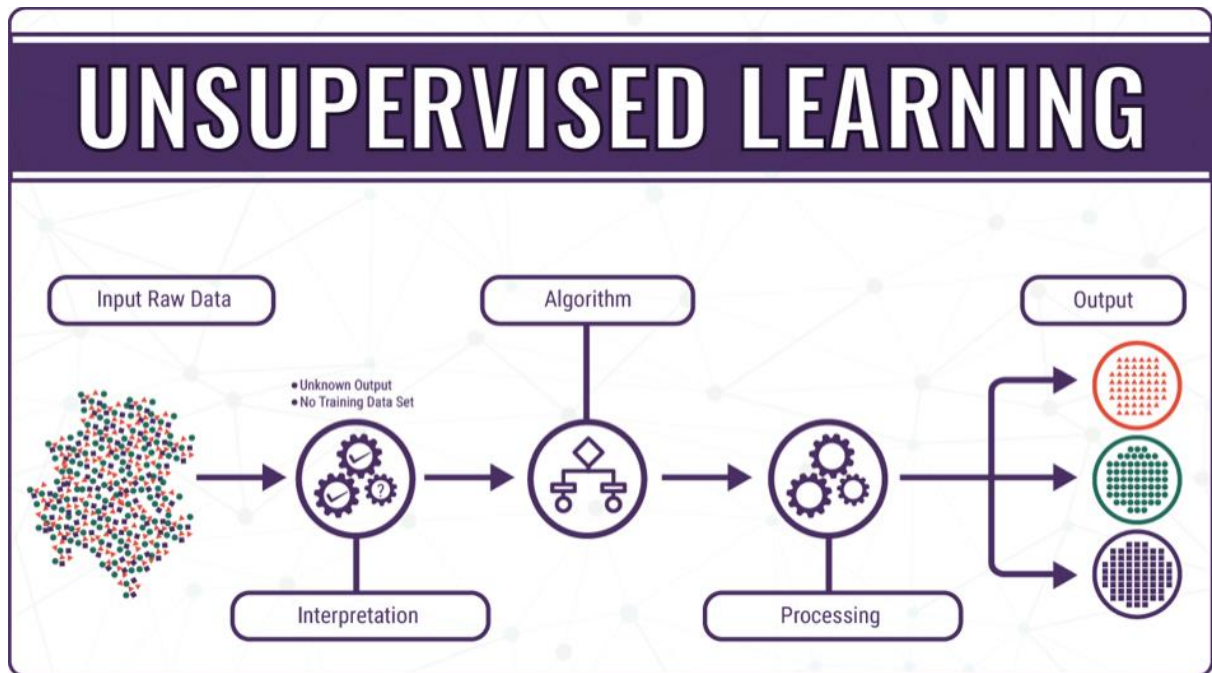 UNSUPERVISED LEARNING
Input Raw Data
Algorithm
Output
• Unknown Output
• No Training Data Set
?
Interpretation
Processing